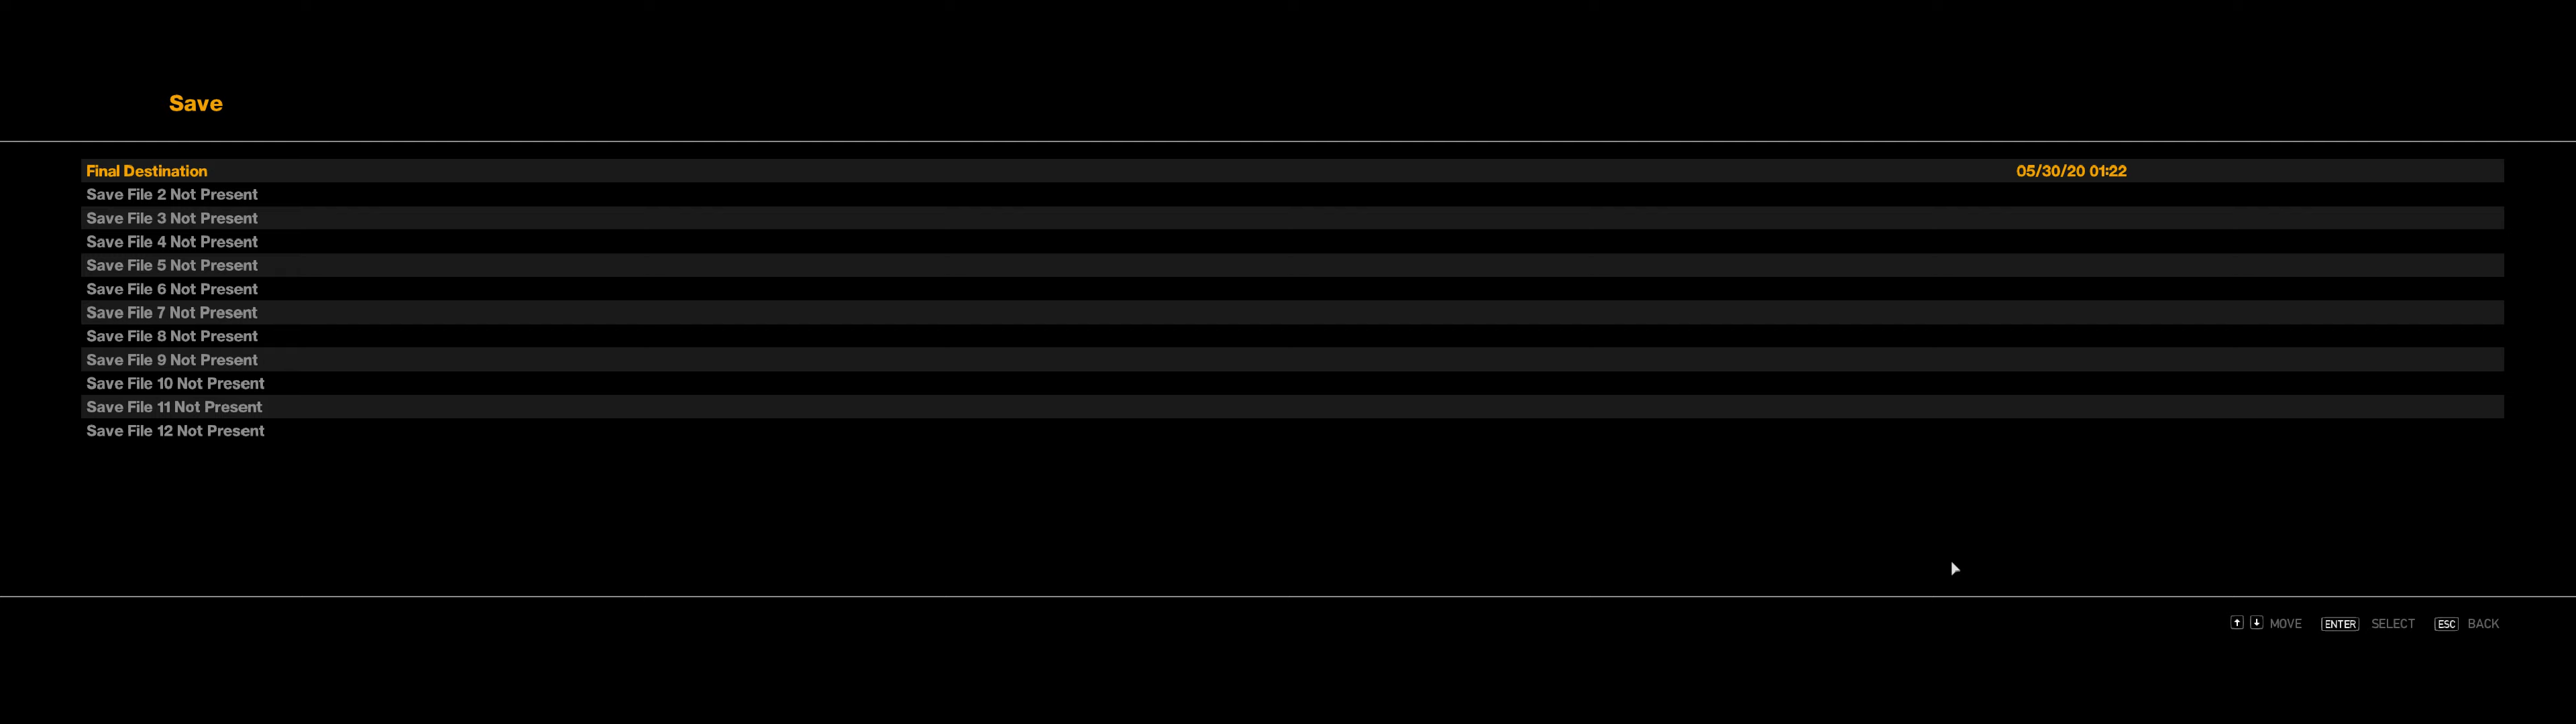 Save
Final Destination 05/30/20 01:22
Save File 2 Not Present
Save File 3 Not Present
Save File 4 Not Present
Save File 5 Not Present
Save File 6 Not Present
Save File 7 Not Present
Save File 8 Not Present
Save File 9 Not Present
Save File 10 Not Present
Save File 11 Not Present
Save File 12 Not Present
↑ ↓ MOVE ENTER SELECT ESC BACK